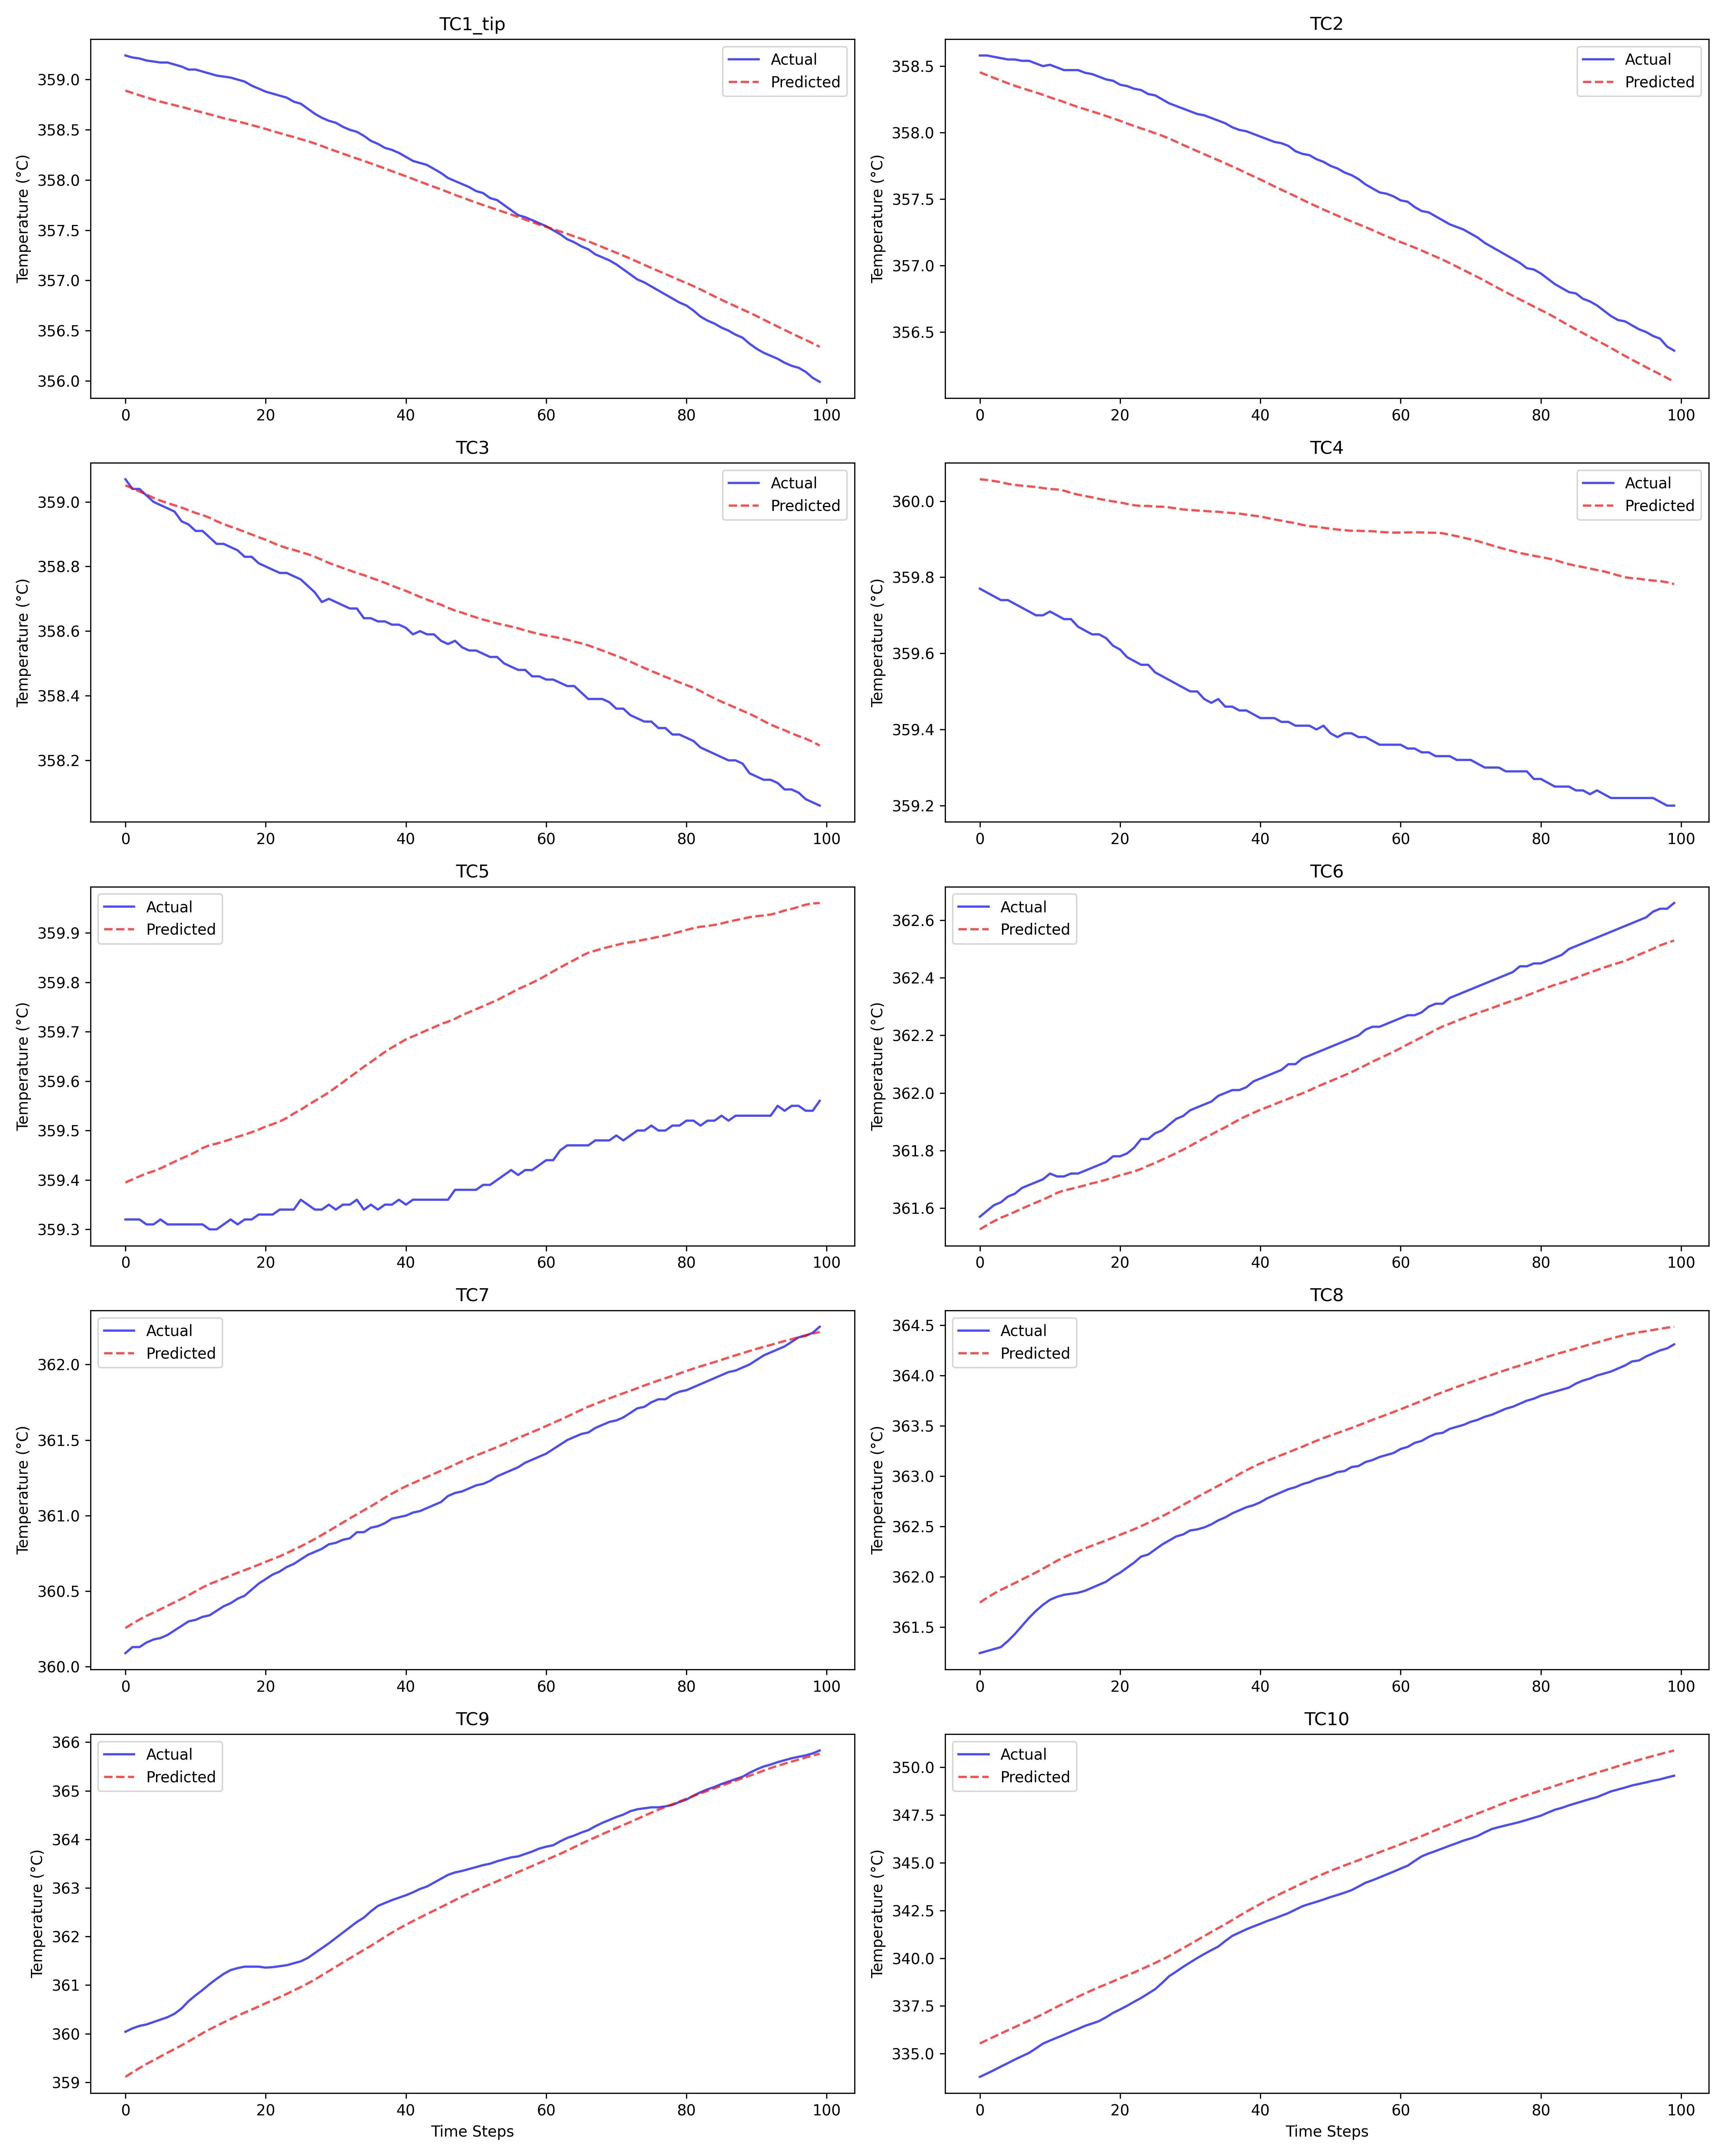 TC1_tip
Temperature (°C)
359.0
358.5
358.0
357.5
357.0
356.5
356.0
0 20 40 60 80 100
Actual
Predicted
TC2
Temperature (°C)
358.5
358.0
357.5
357.0
356.5
0 20 40 60 80 100
Actual
Predicted
TC3
Temperature (°C)
359.0
358.8
358.6
358.4
358.2
0 20 40 60 80 100
Actual
Predicted
TC4
Temperature (°C)
360.0
359.8
359.6
359.4
359.2
0 20 40 60 80 100
Actual
Predicted
TC5
Temperature (°C)
359.9
359.8
359.7
359.6
359.5
359.4
359.3
0 20 40 60 80 100
Actual
Predicted
TC6
Temperature (°C)
362.6
362.4
362.2
362.0
361.8
361.6
0 20 40 60 80 100
Actual
Predicted
TC7
Temperature (°C)
362.0
361.5
361.0
360.5
360.0
0 20 40 60 80 100
Actual
Predicted
TC8
Temperature (°C)
364.5
364.0
363.5
363.0
362.5
362.0
361.5
0 20 40 60 80 100
Actual
Predicted
TC9
Temperature (°C)
366
365
364
363
362
361
360
359
0 20 40 60 80 100
Time Steps
Actual
Predicted
TC10
Temperature (°C)
350.0
347.5
345.0
342.5
340.0
337.5
335.0
0 20 40 60 80 100
Time Steps
Actual
Predicted